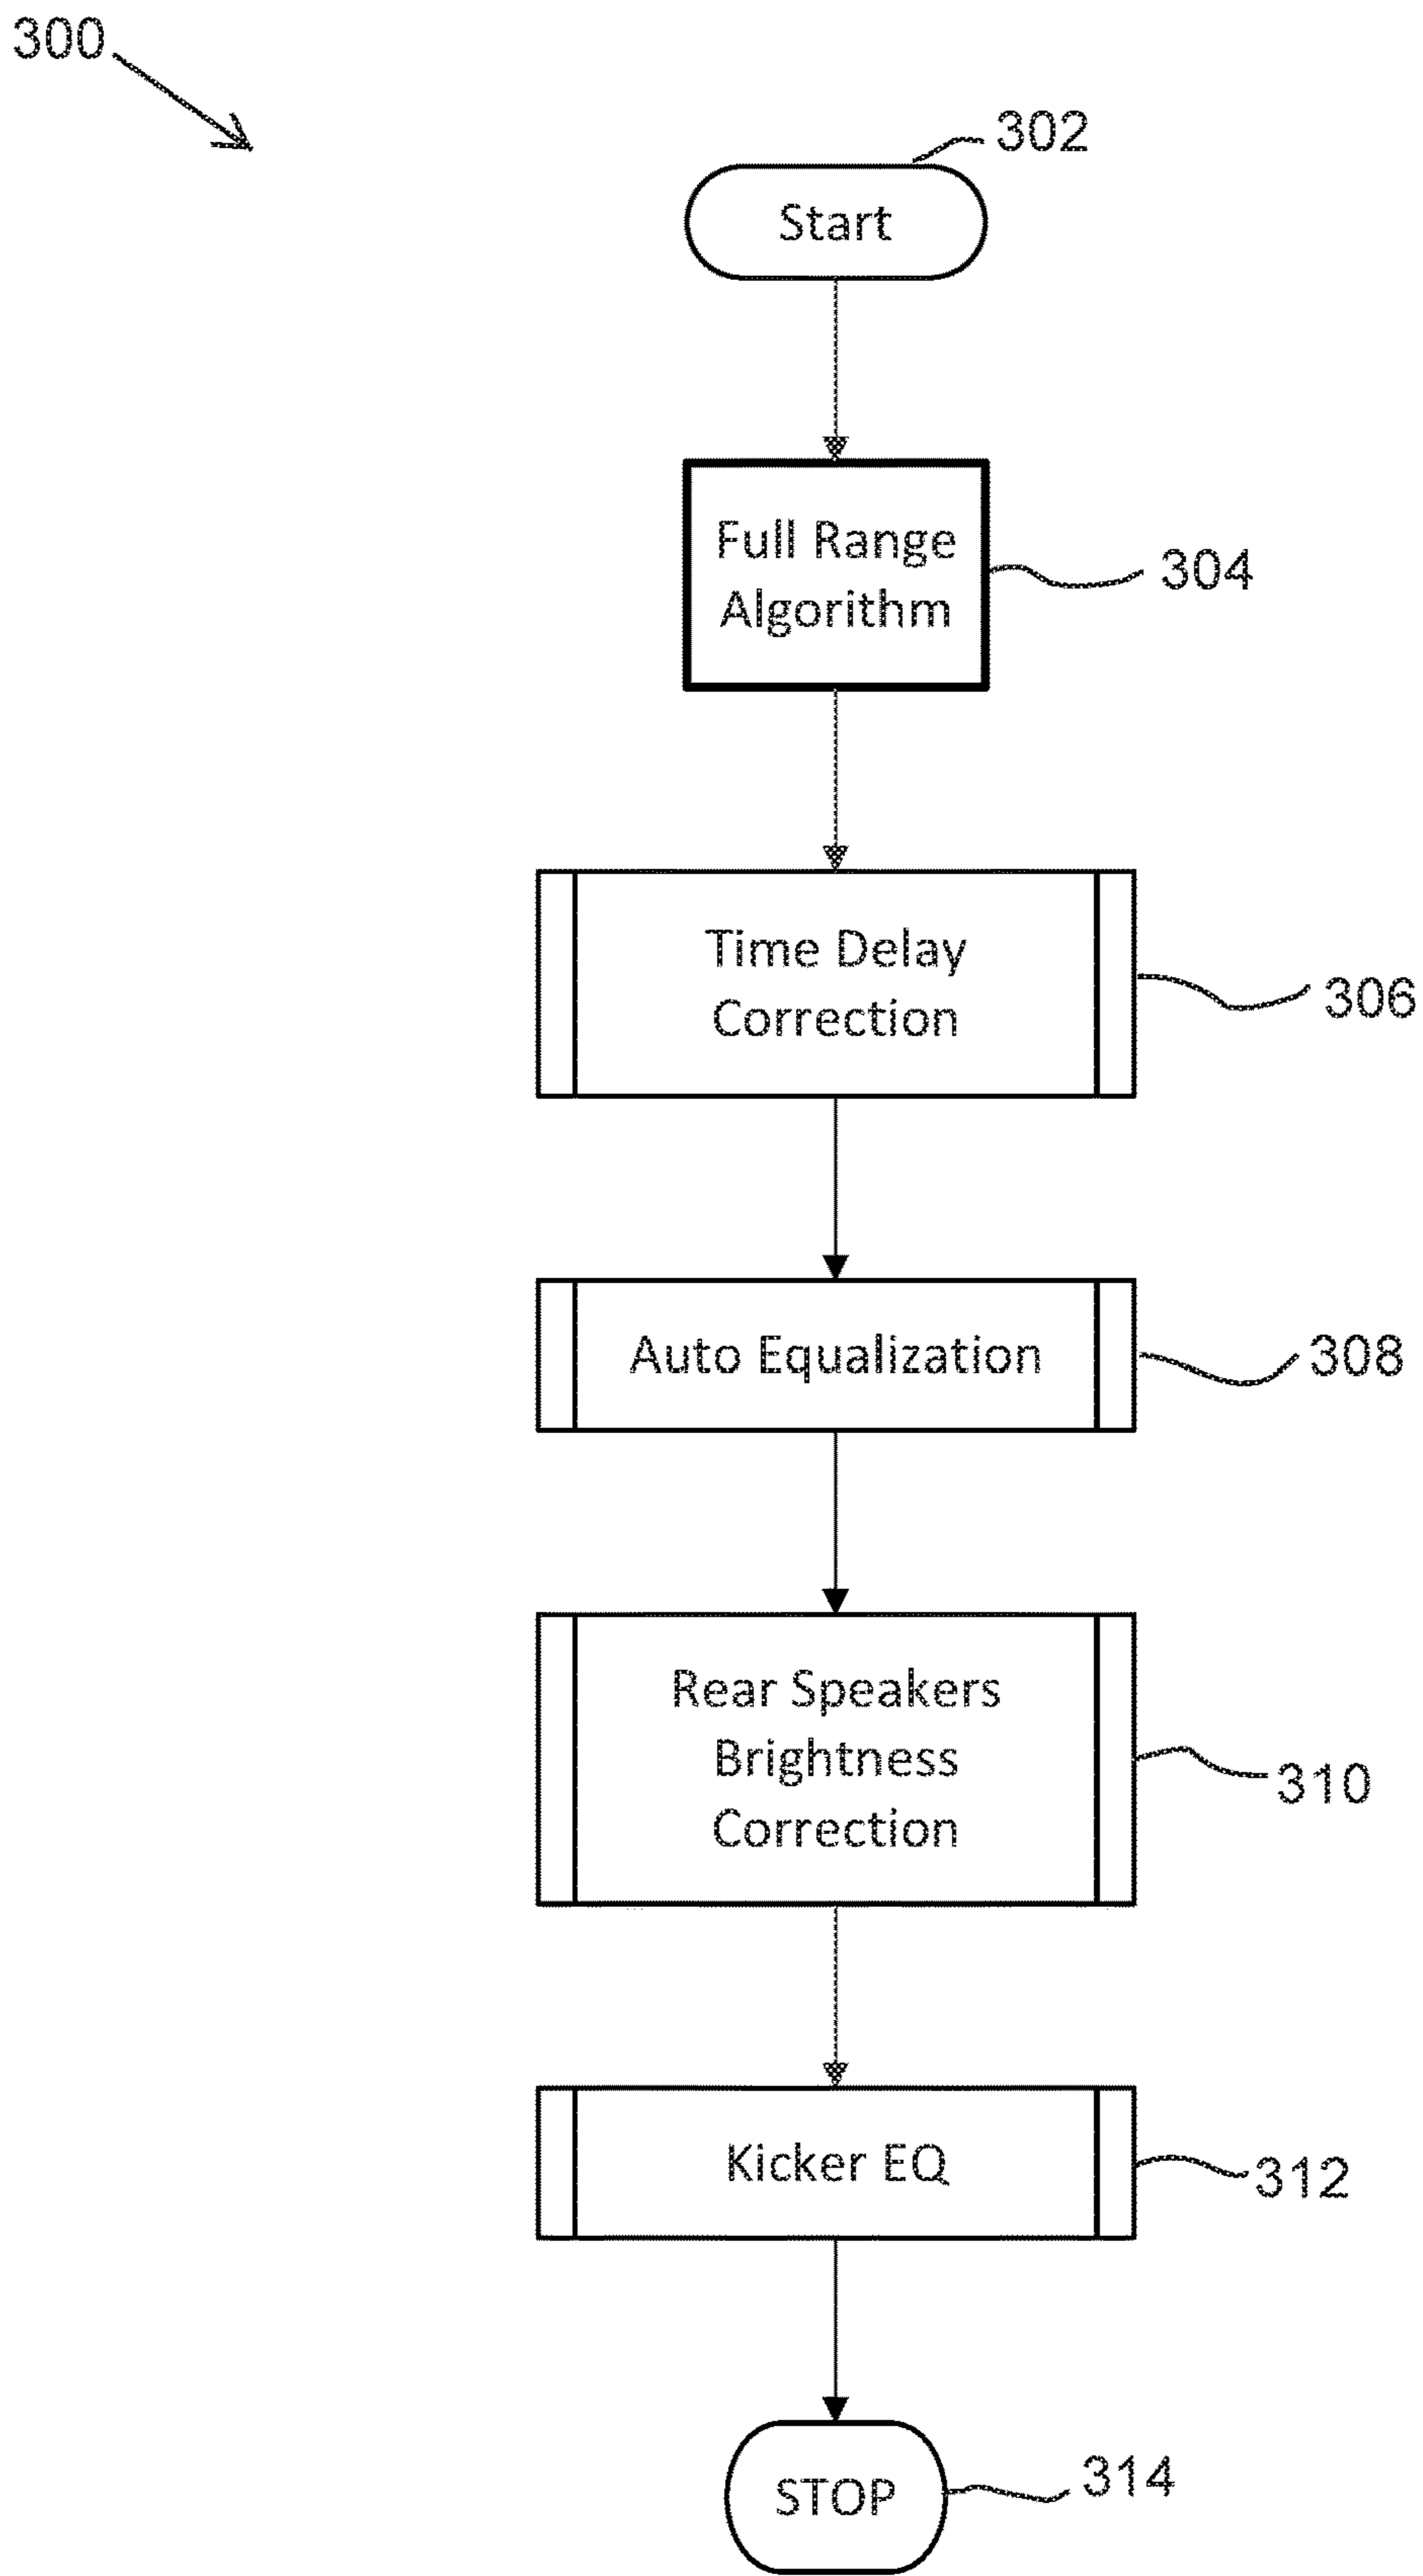 300
302
Start
Full Range
Algorithm
304
Time Delay
Correction
306
Auto Equalization
308
Rear Speakers
Brightness
Correction
310
Kicker EQ
312
STOP
314